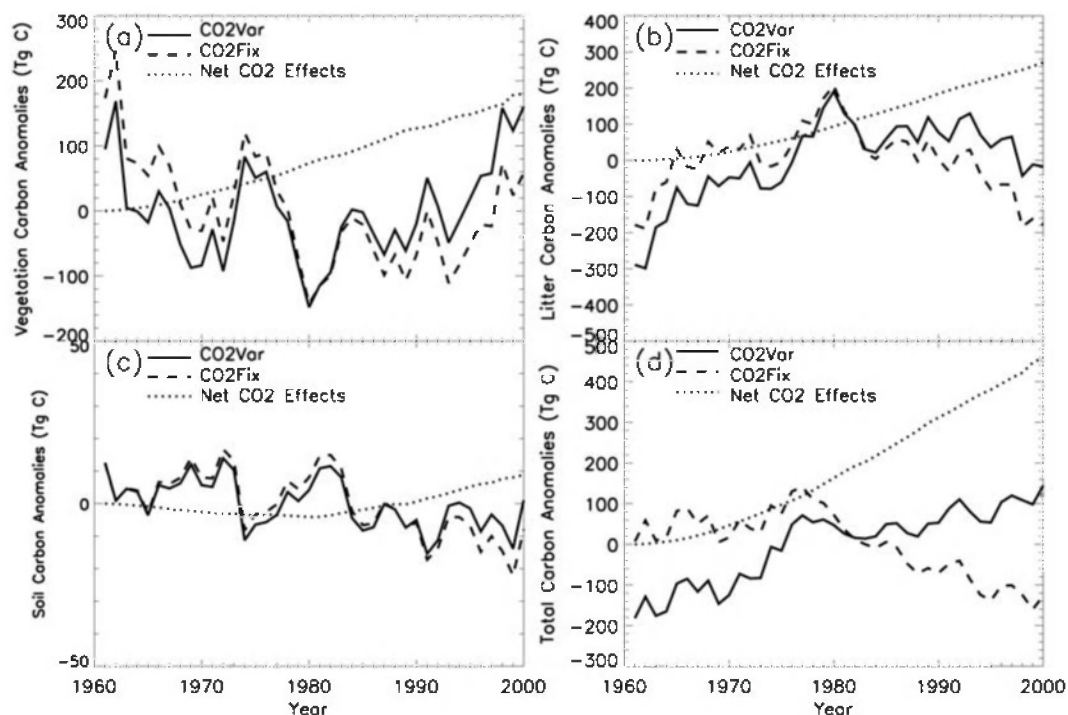 Vegetation Carbon Anomalies (Tg C)
300
200
100
0
-100
-200
(a)
CO2Var
CO2Fix
Net CO2 Effects
Litter Carbon Anomalies (Tg C)
400
300
200
100
0
-100
-200
-300
-400
-500
(b)
CO2Var
CO2Fix
Net CO2 Effects
Soil Carbon Anomalies (Tg C)
50
0
-50
(c)
CO2Var
CO2Fix
Net CO2 Effects
1960 1970 1980 1990 2000
Year
Total Carbon Anomalies (Tg C)
500
400
300
200
100
0
-100
-200
-300
(d)
CO2Var
CO2Fix
Net CO2 Effects
1960 1970 1980 1990 2000
Year